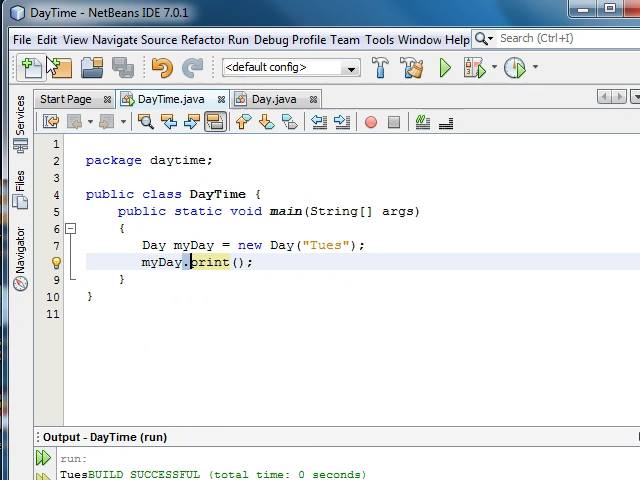 DayTime - NetBeans IDE 7.0.1
File Edit View Navigate Source Refactor Run Debug Profile Team Tools Window Help Search (Ctrl+I)
<default config>
Start Page DayTime.java Day.java
Services
Files
Navigator
1
2 package daytime;
3
4 public class DayTime {
5 public static void main(String[] args)
6 {
7 Day myDay = new Day("Tues");
myDay.print();
9 }
10 }
11
Output - DayTime (run)
run:
TuesBUILD SUCCESSFUL (total time: 0 seconds)